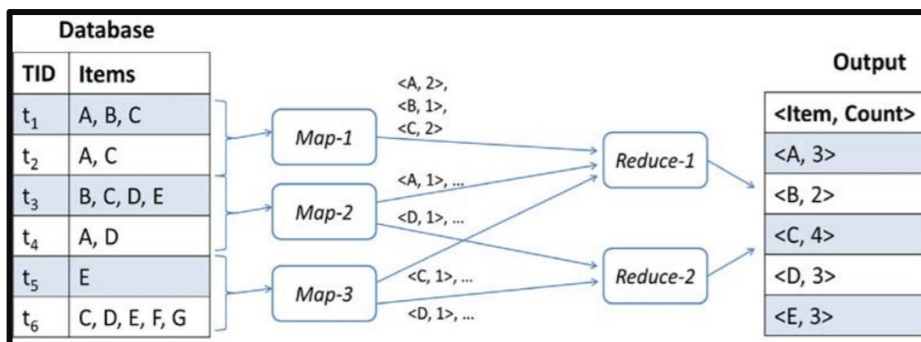 Database
TID Items
t1 A, B, C
t2 A, C
t3 B, C, D, E
t4 A, D
t5 E
t6 C, D, E, F, G
Map-1
Map-2
Map-3
<A, 2>,
<B, 1>,
<C, 2>
<A, 1>, ...
<D, 1>, ...
<C, 1>, ...
<D, 1>, ...
Reduce-1
Reduce-2
Output
<Item, Count>
<A, 3>
<B, 2>
<C, 4>
<D, 3>
<E, 3>